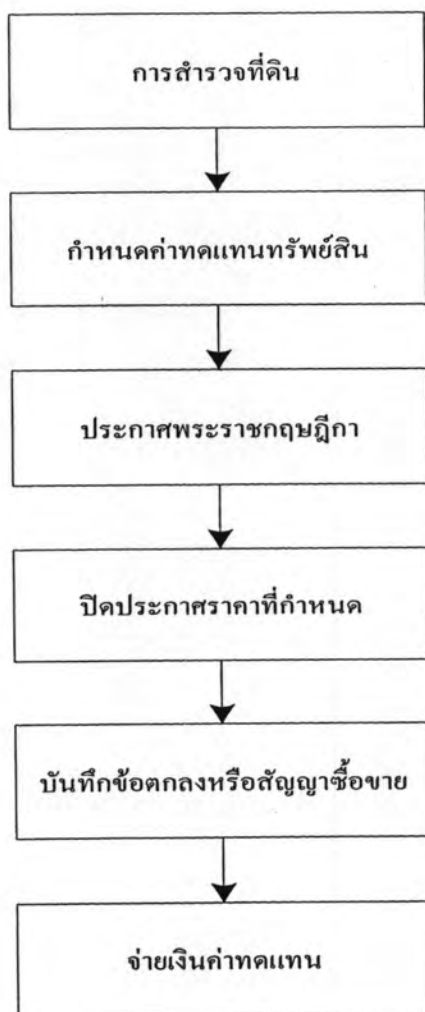 การสำรวจที่ดิน
กำหนดค่าทดแทนทรัพย์สิน
ประกาศพระราชกฤษฎีกา
ปิดประกาศราคาที่กำหนด
บันทึกข้อตกลงหรือสัญญาซื้อขาย
จ่ายเงินค่าทดแทน